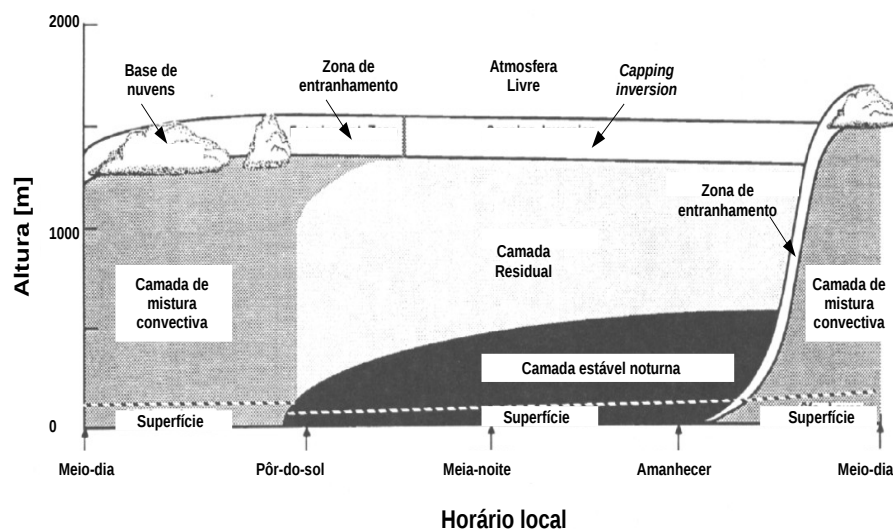 2000
Base de
nuvens
Zona de
entranhamento
Atmosfera
Livre
Capping
inversion
Altura [m]
1000
Zona de
entranhamento
Camada
Residual
Camada de
mistura
convectiva
Camada de
mistura
convectiva
Camada estável noturna
Superfície
Superfície
Superfície
0
Meio-dia
Pôr-do-sol
Meia-noite
Amanhecer
Meio-dia
Horário local